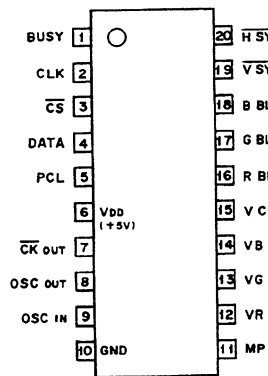 BUSY 1
CLK 2
CS 3
DATA 4
PCL 5
6 VDD
(+5V)
CK OUT 7
OSC OUT 8
OSC IN 9
10 GND
20 H
19 V
18 B
17 G
16 R
15 V C
14 VB
13 VG
12 VR
11 MP